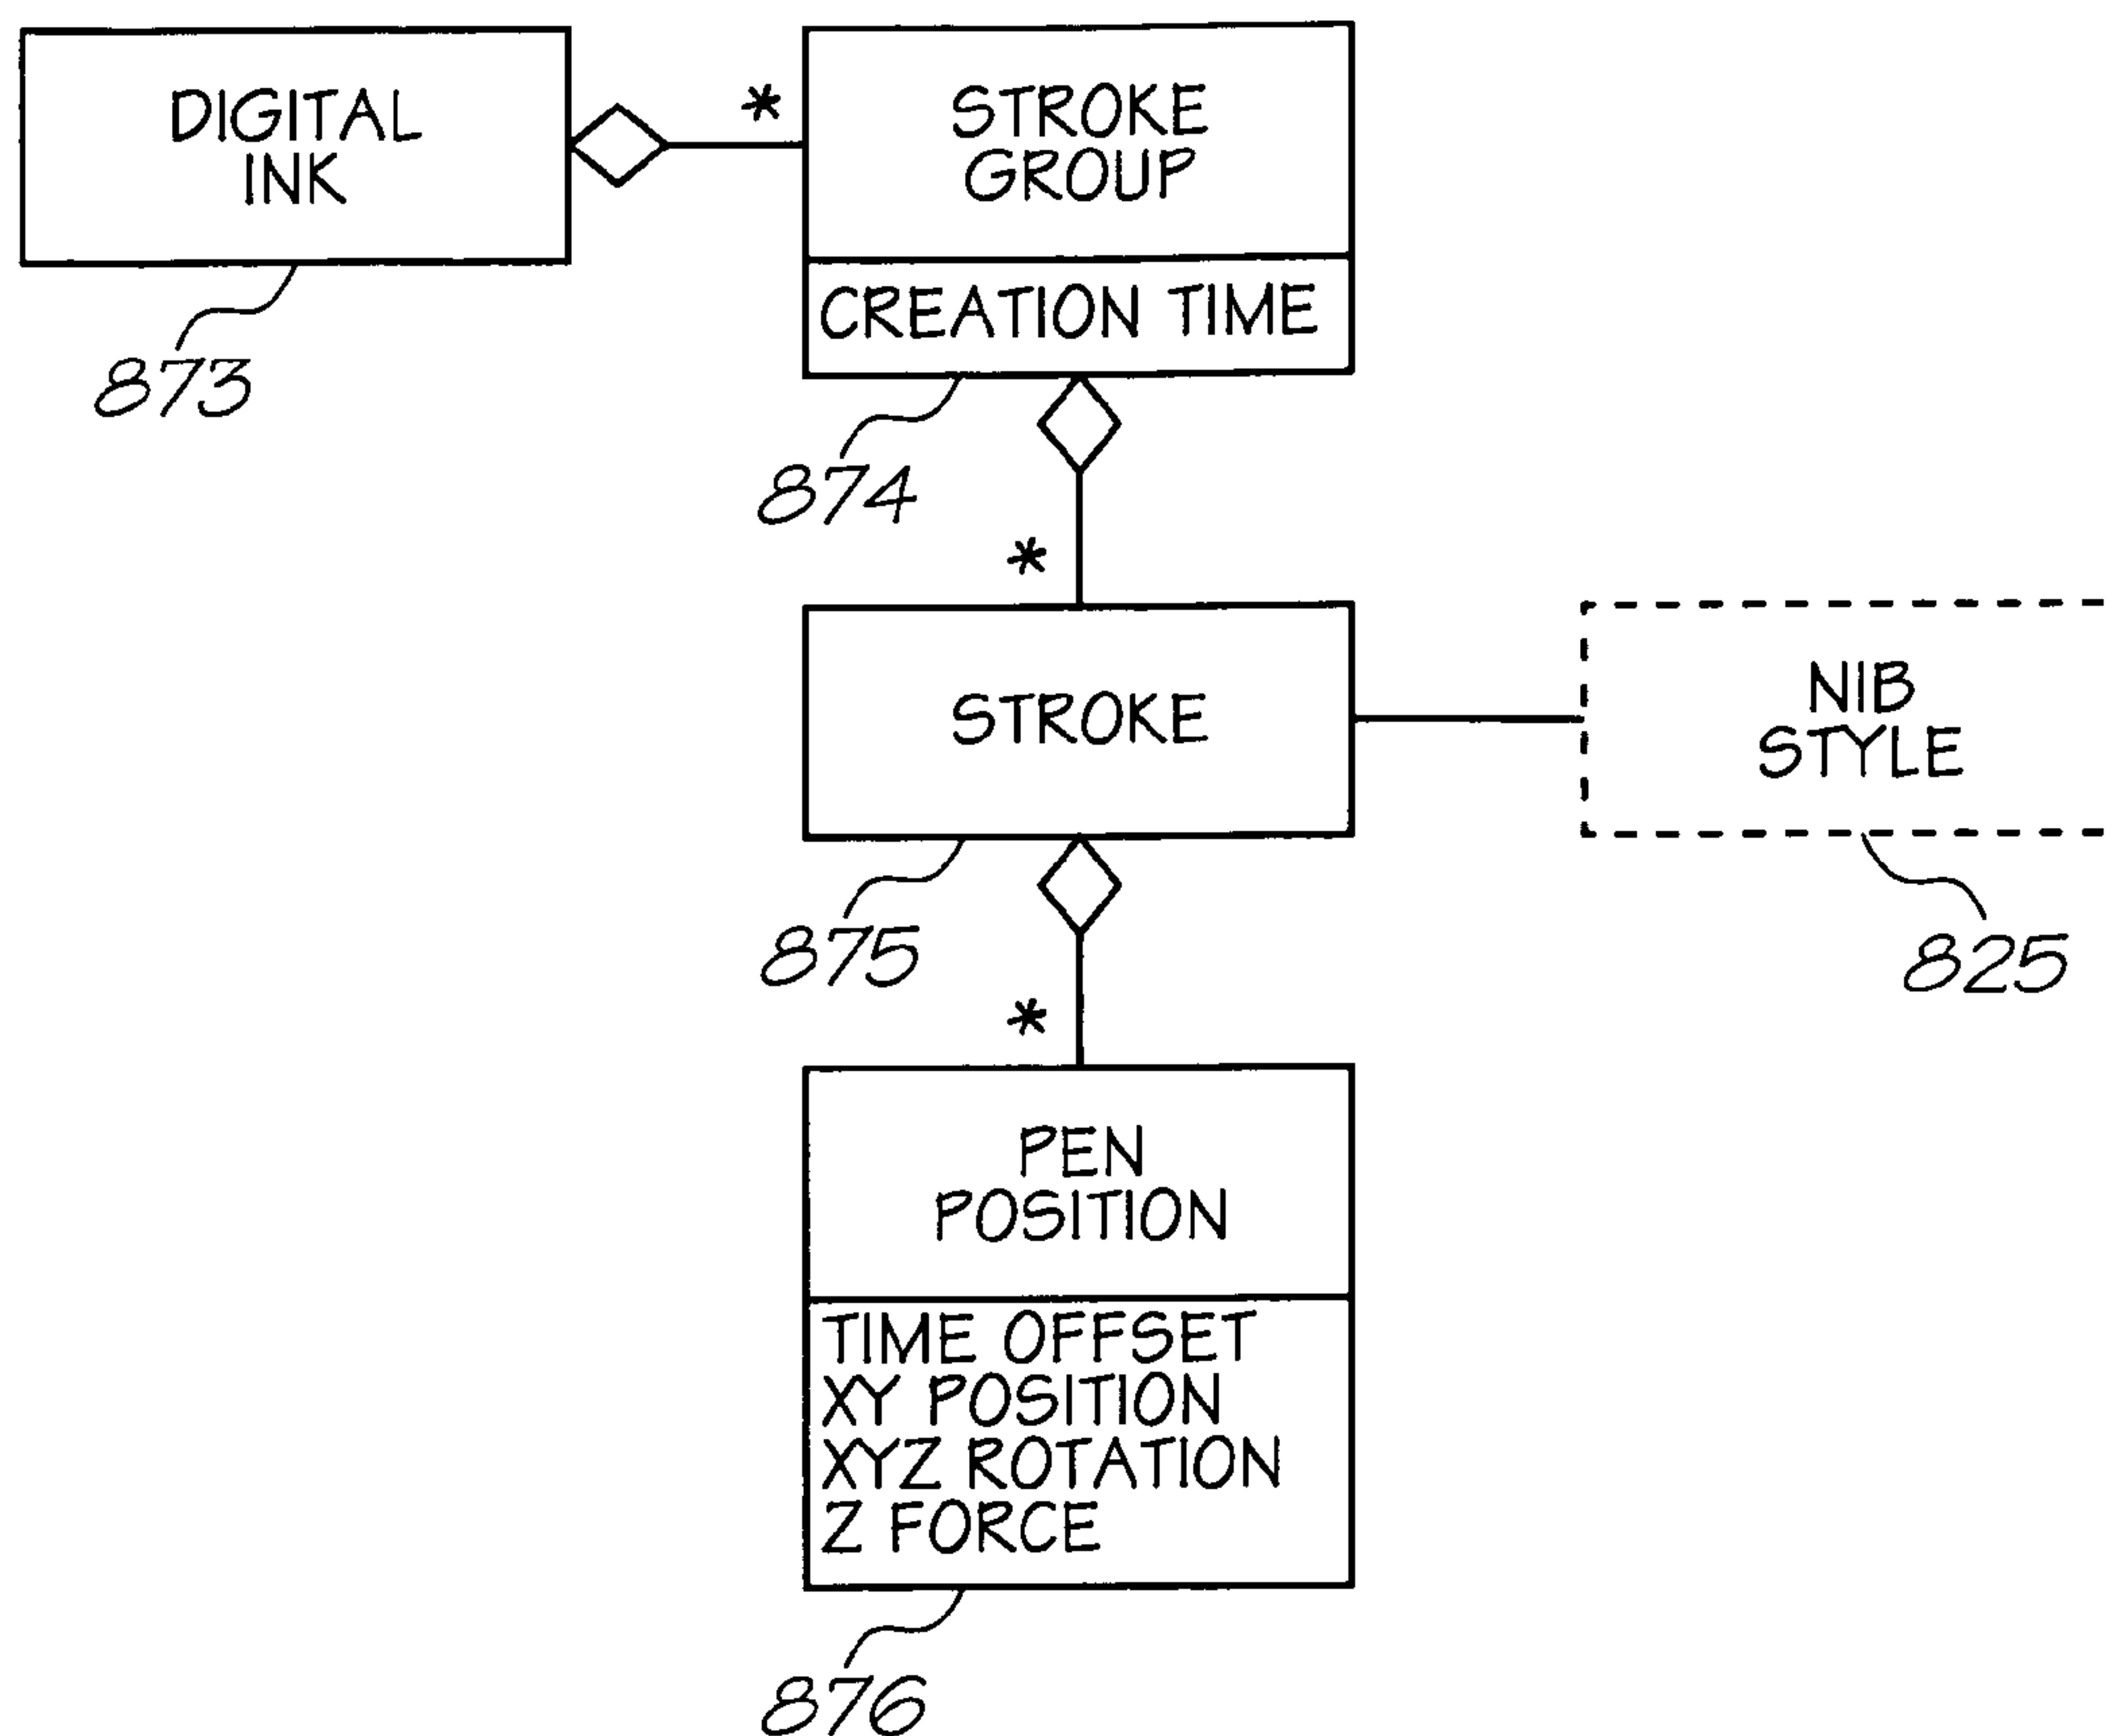 DIGITAL
INK
*
STROKE
GROUP
CREATION TIME
873
874
*
STROKE
NIB
STYLE
875
825
*
PEN
POSITION
TIME OFFSET
XY POSITION
XYZ ROTATION
Z FORCE
876